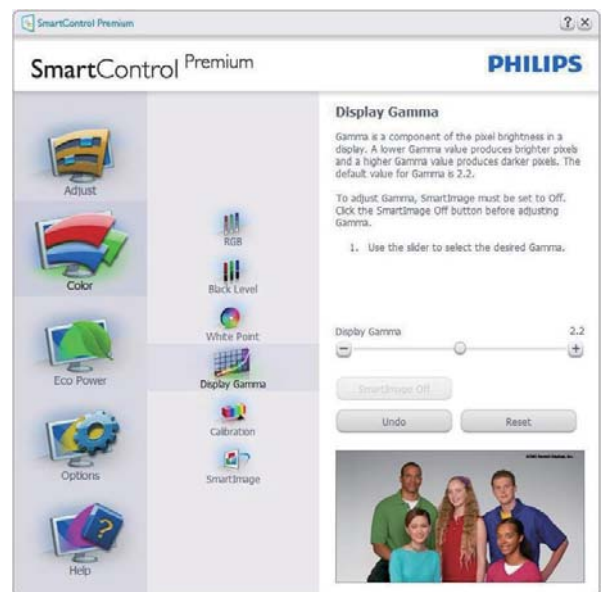 SmartControl Premium
? ×
SmartControl Premium
PHILIPS
Adjust
Color
Eco Power
Options
Help
RGB
Black Level
White Point
Display Gamma
Calibration
SmartImage
Display Gamma
Gamma is a component of the pixel brightness in a
display. A lower Gamma value produces brighter pixels
and a higher Gamma value produces darker pixels. The
default value for Gamma is 2.2.
To adjust Gamma, SmartImage must be set to Off.
Click the SmartImage Off button before adjusting
Gamma.
1. Use the slider to select the desired Gamma.
Display Gamma 2.2
SmartImage Off
Undo Reset